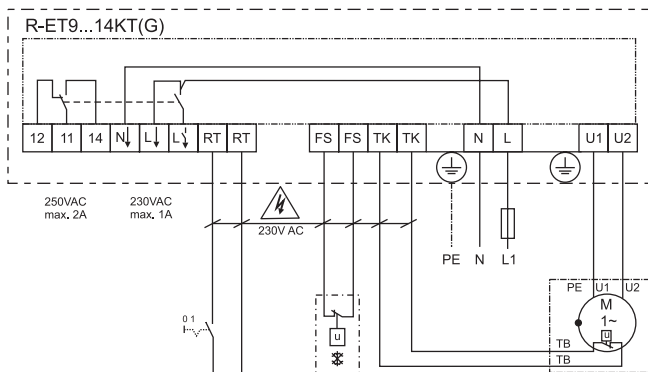 R-ET9...14KT(G)
12 11 14 N L L RT RT FS FS TK TK N L U1 U2
250VAC
max. 2A
230VAC
max. 1A
230V AC
PE N L1
PE U1 U2
M
1~
u
0 1
u
TB
TB